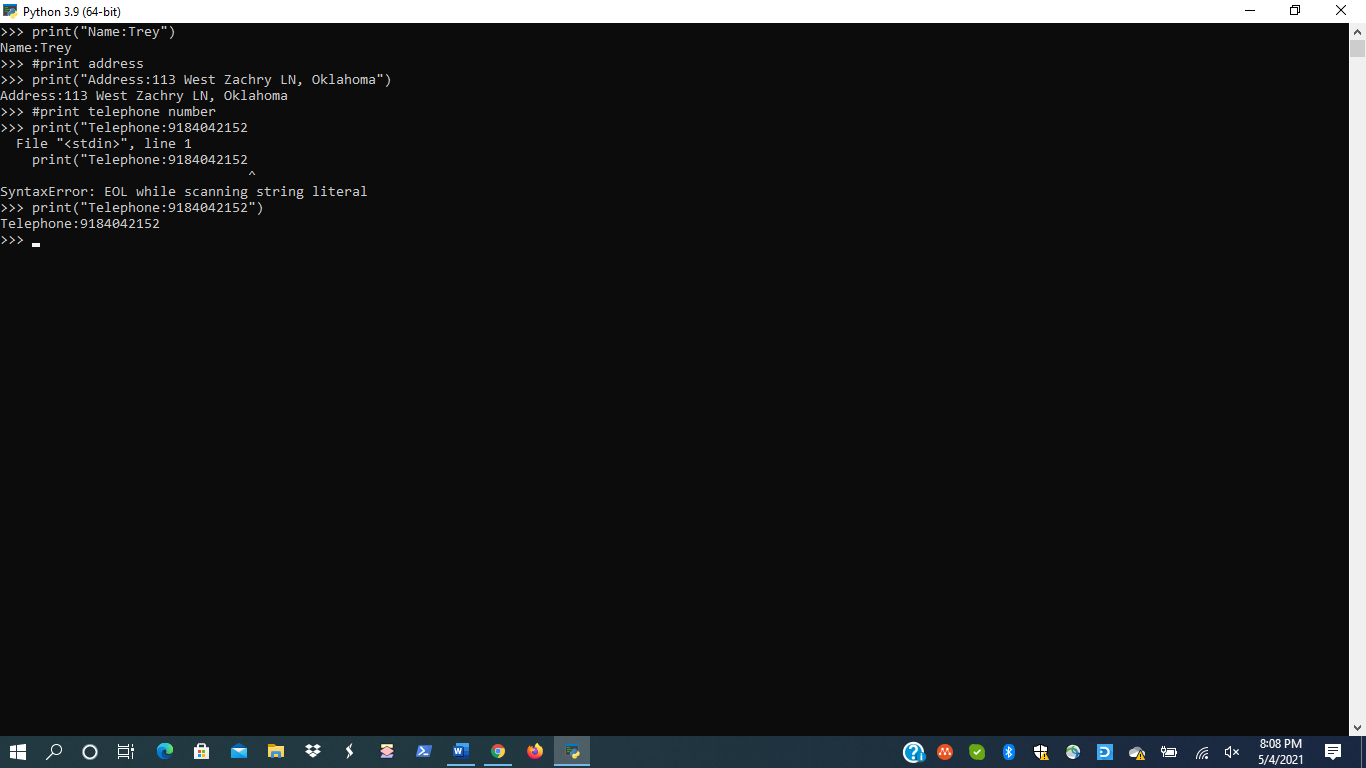 Python 3.9 (64-bit)
>>> print("Name:Trey")
Name:Trey
>>> #print address
>>> print("Address:113 West Zachry LN, Oklahoma")
Address:113 West Zachry LN, Oklahoma
>>> #print telephone number
>>> print("Telephone:9184042152
  File "<stdin>", line 1
    print("Telephone:9184042152
                               ^
SyntaxError: EOL while scanning string literal
>>> print("Telephone:9184042152")
Telephone:9184042152
>>>
8:08 PM
5/4/2021